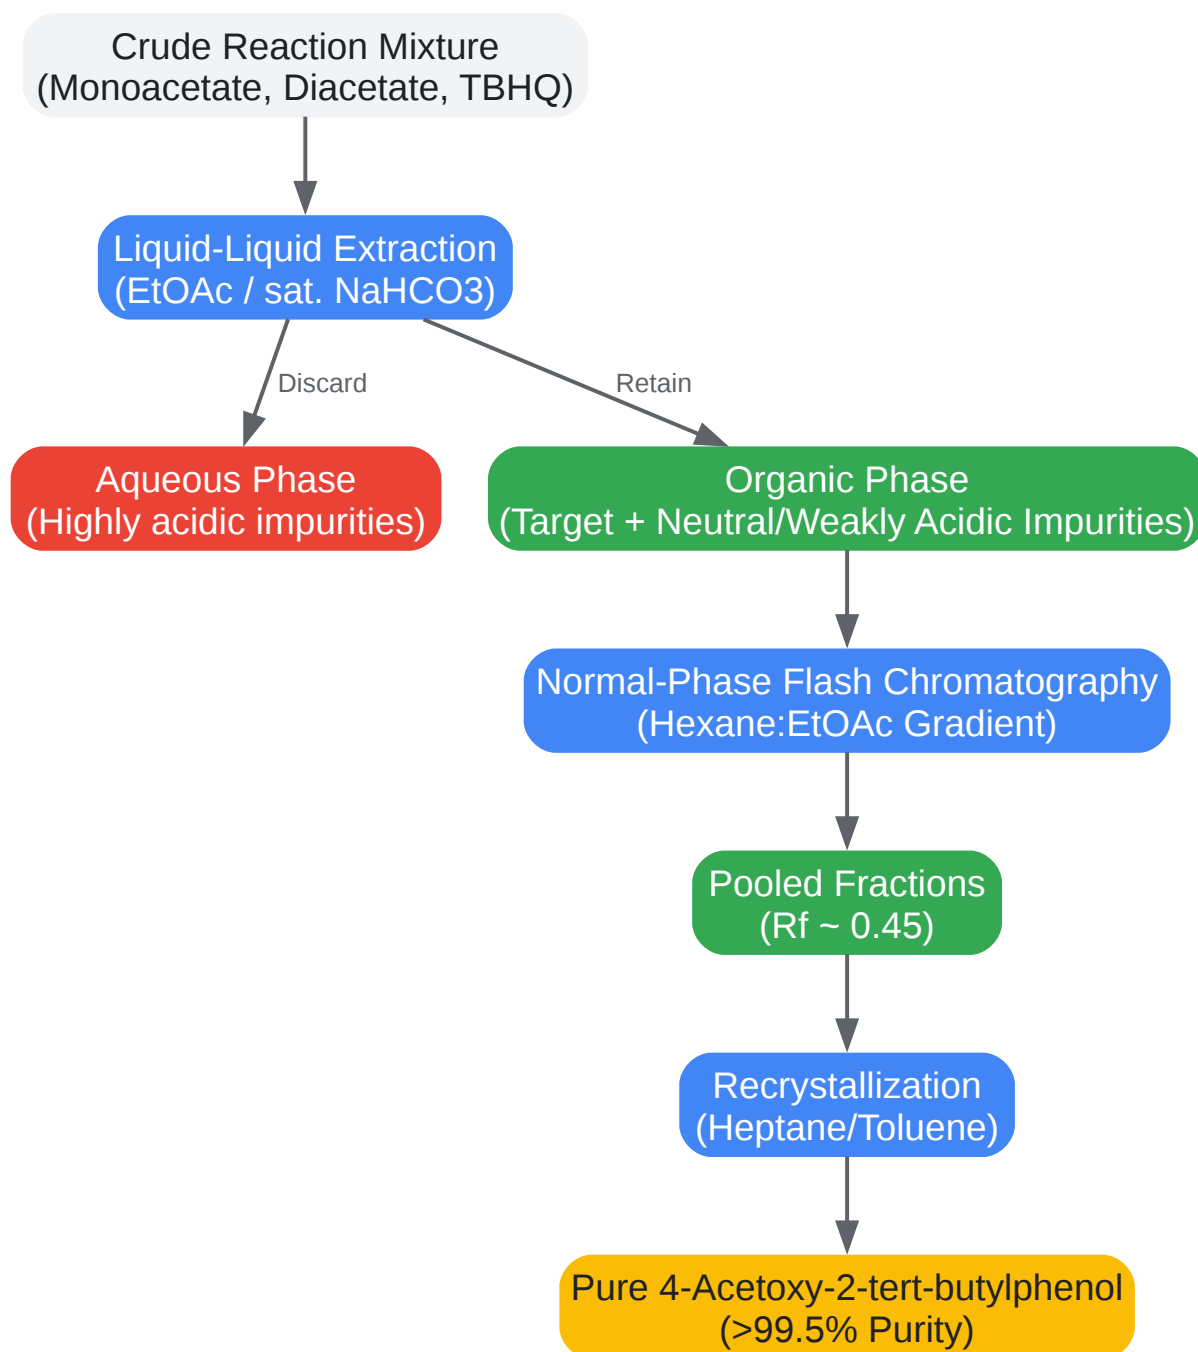 Crude Reaction Mixture
(Monoacetate, Diacetate, TBHQ)
Liquid-Liquid Extraction
(EtOAc / sat. NaHCO3)
Discard
Retain
Aqueous Phase
(Highly acidic impurities)
Organic Phase
(Target + Neutral/Weakly Acidic Impurities)
Normal-Phase Flash Chromatography
(Hexane:EtOAc Gradient)
Pooled Fractions
(Rf ~ 0.45)
Recrystallization
(Heptane/Toluene)
Pure 4-Acetoxy-2-tert-butylphenol
(>99.5% Purity)